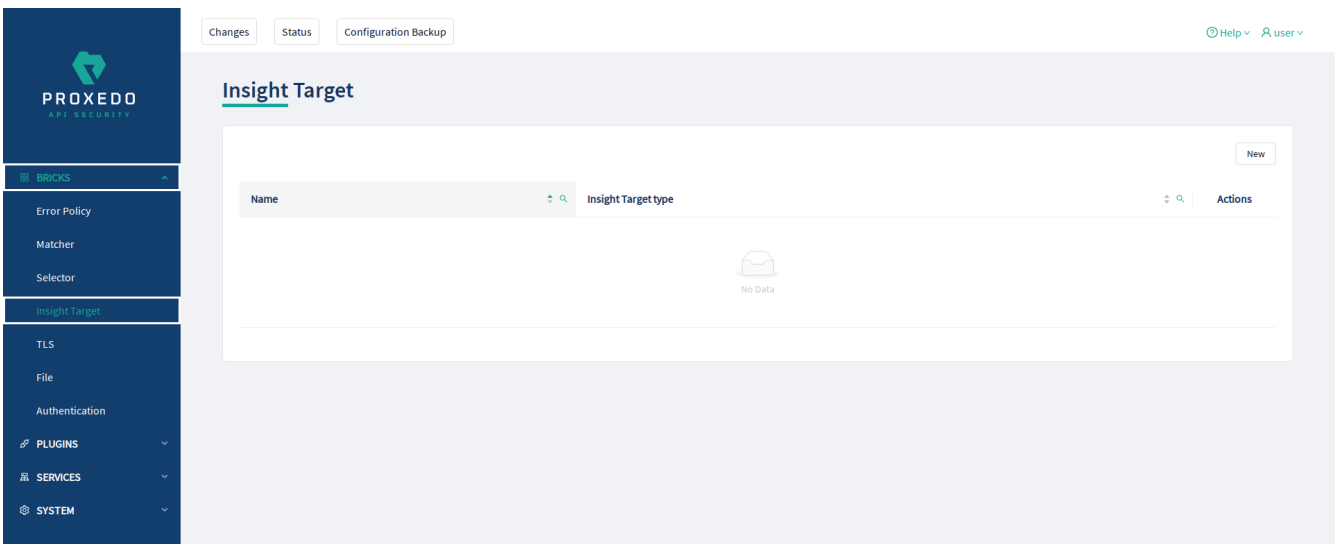 Changes
Status
Configuration Backup
Help
user
PROXEDO
API SECURITY
BRICKS
Error Policy
Matcher
Selector
Insight Target
TLS
File
Authentication
PLUGINS
SERVICES
SYSTEM
Insight Target
New
Name
Insight Target type
Actions
No Data